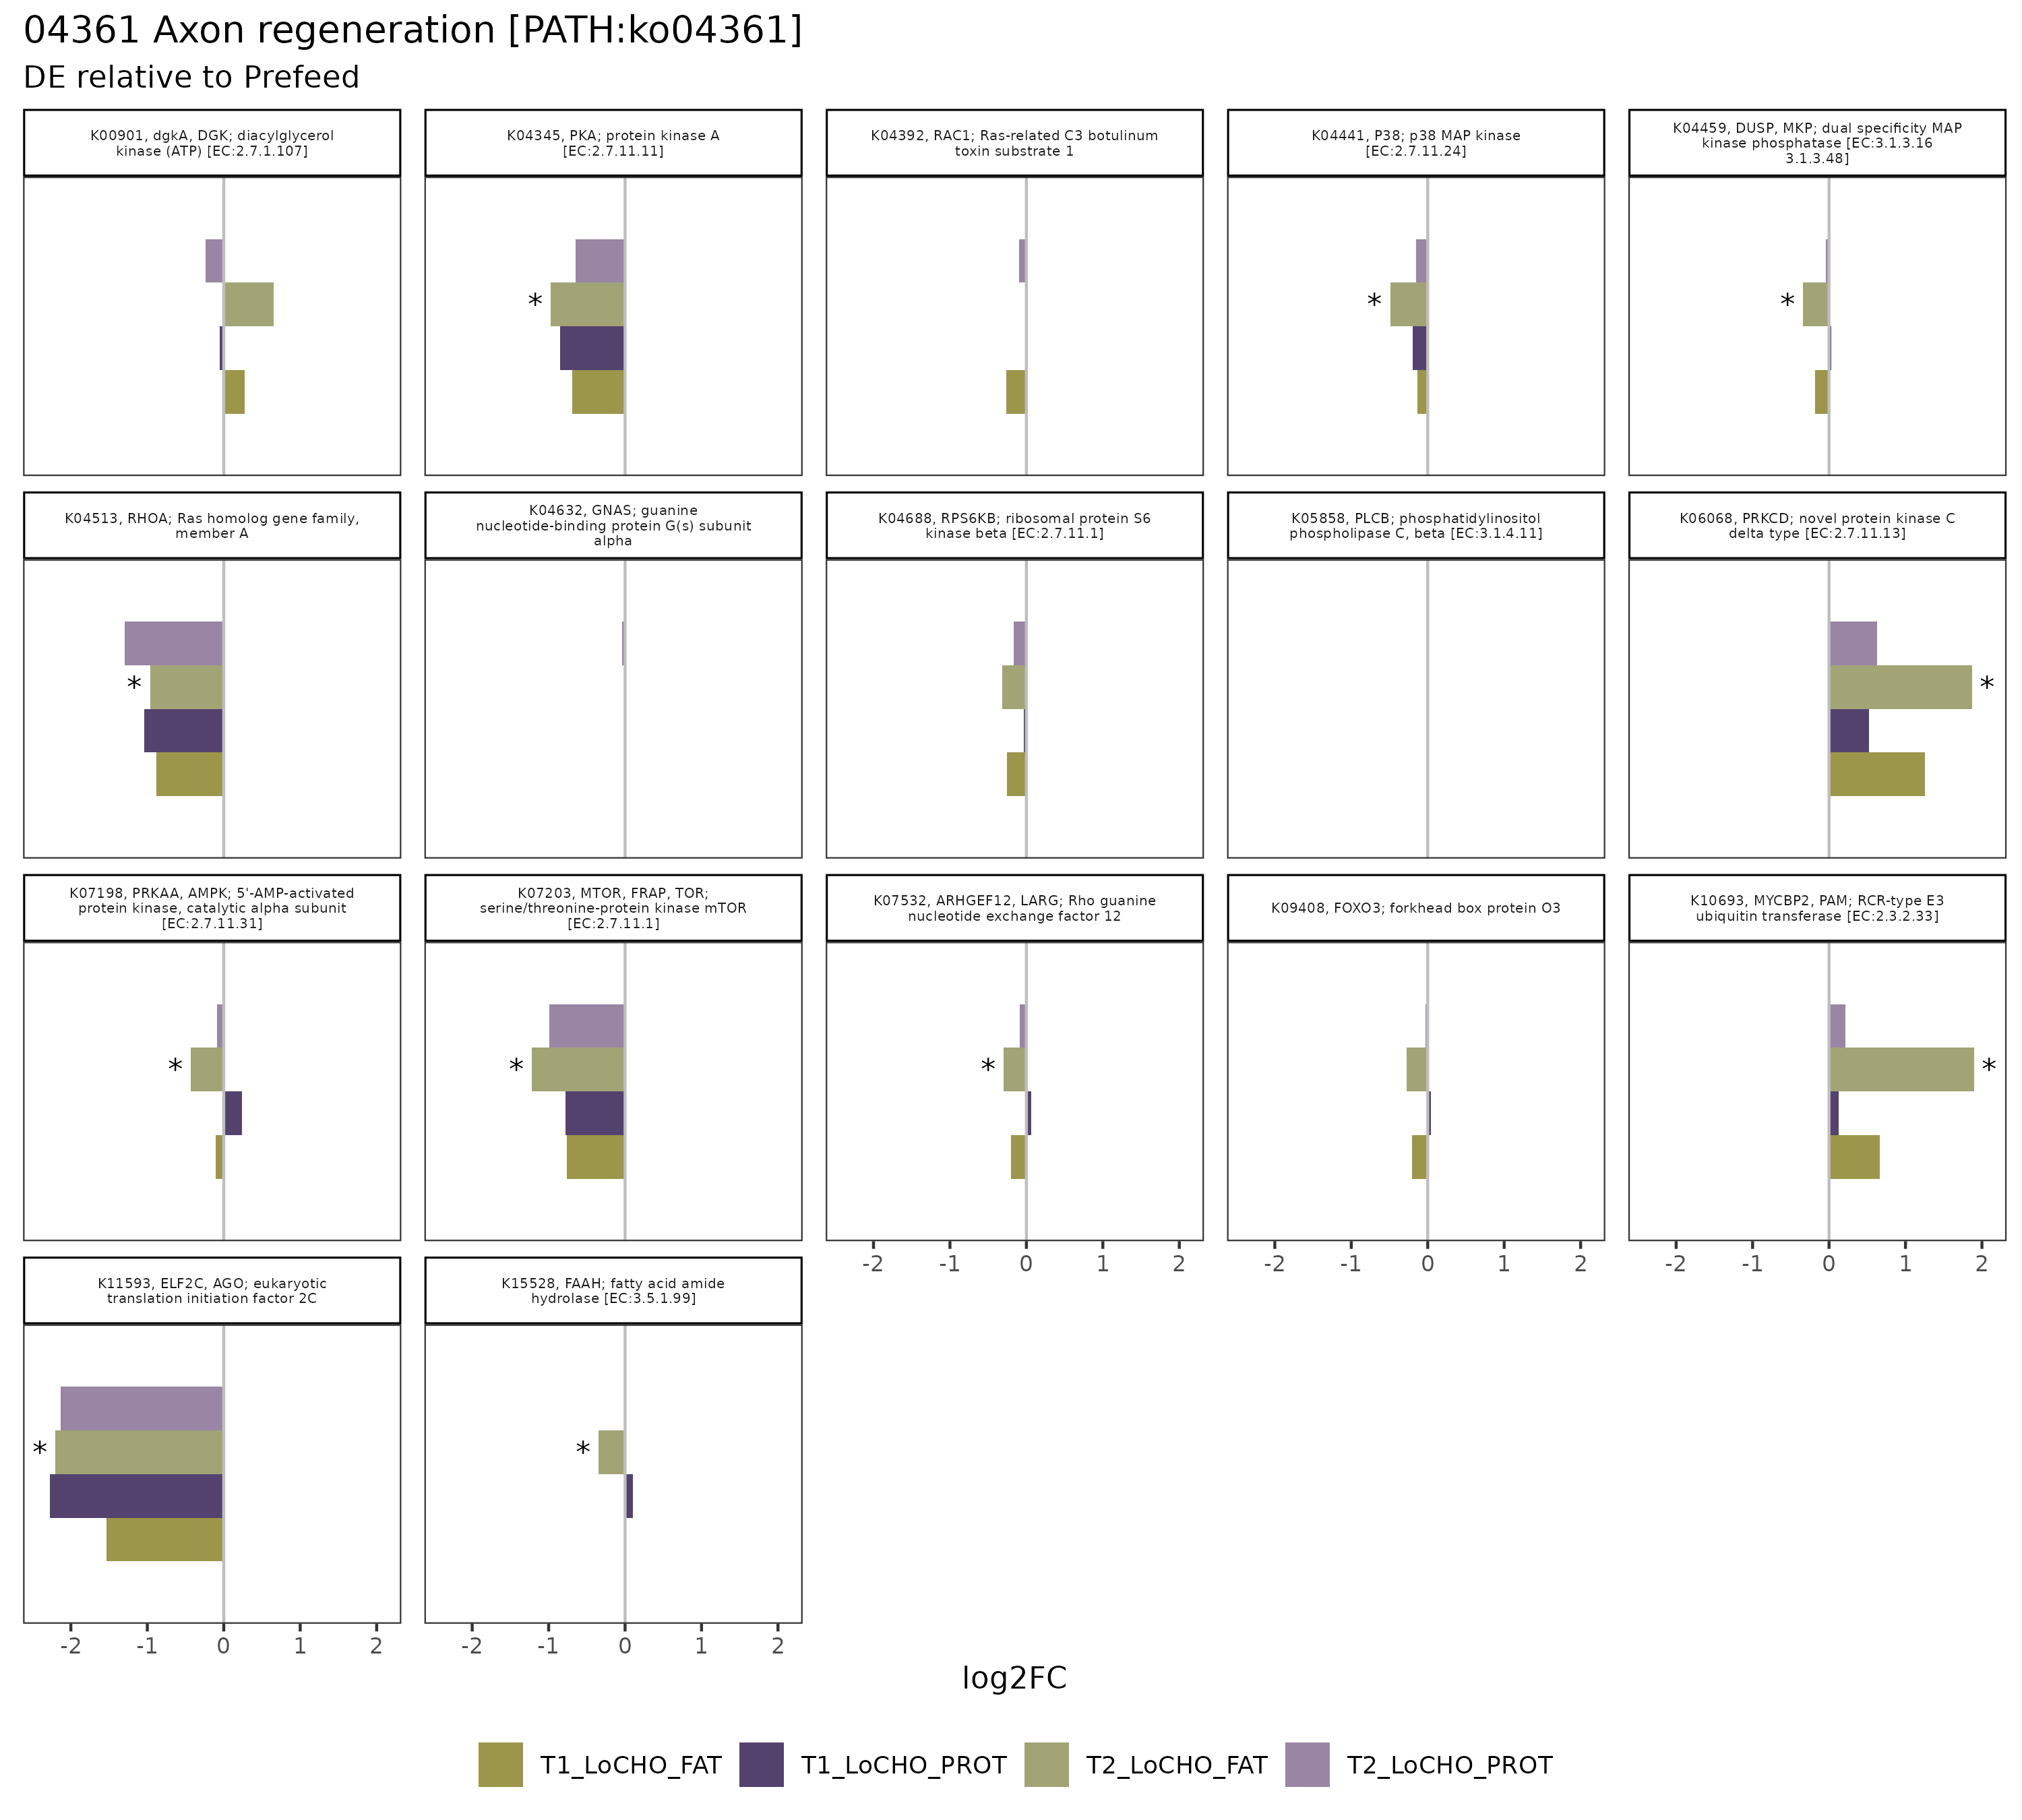 04361 Axon regeneration [PATH:ko04361]
DE relative to Prefeed
K00901, dgkA, DGK; diacylglycerol
kinase (ATP) [EC:2.7.1.107]
K04345, PKA; protein kinase A
[EC:2.7.11.11]
K04392, RAC1; Ras-related C3 botulinum
toxin substrate 1
K04441, P38; p38 MAP kinase
[EC:2.7.11.24]
K04459, DUSP, MKP; dual specificity MAP
kinase phosphatase [EC:3.1.3.16
3.1.3.48]
*
*
*
K04513, RHOA; Ras homolog gene family,
member A
K04632, GNAS; guanine
nucleotide-binding protein G(s) subunit
alpha
K04688, RPS6KB; ribosomal protein S6
kinase beta [EC:2.7.11.1]
K05858, PLCB; phosphatidylinositol
phospholipase C, beta [EC:3.1.4.11]
K06068, PRKCD; novel protein kinase C
delta type [EC:2.7.11.13]
*
*
K07198, PRKAA, AMPK; 5'-AMP-activated
protein kinase, catalytic alpha subunit
[EC:2.7.11.31]
K07203, MTOR, FRAP, TOR;
serine/threonine-protein kinase mTOR
[EC:2.7.11.1]
K07532, ARHGEF12, LARG; Rho guanine
nucleotide exchange factor 12
K09408, FOXO3; forkhead box protein O3
K10693, MYCBP2, PAM; RCR-type E3
ubiquitin transferase [EC:2.3.2.33]
*
*
*
*
-2 -1 0 1 2
-2 -1 0 1 2
-2 -1 0 1 2
K11593, ELF2C, AGO; eukaryotic
translation initiation factor 2C
K15528, FAAH; fatty acid amide
hydrolase [EC:3.5.1.99]
*
*
-2 -1 0 1 2
-2 -1 0 1 2
log2FC
T1_LoCHO_FAT T1_LoCHO_PROT T2_LoCHO_FAT T2_LoCHO_PROT